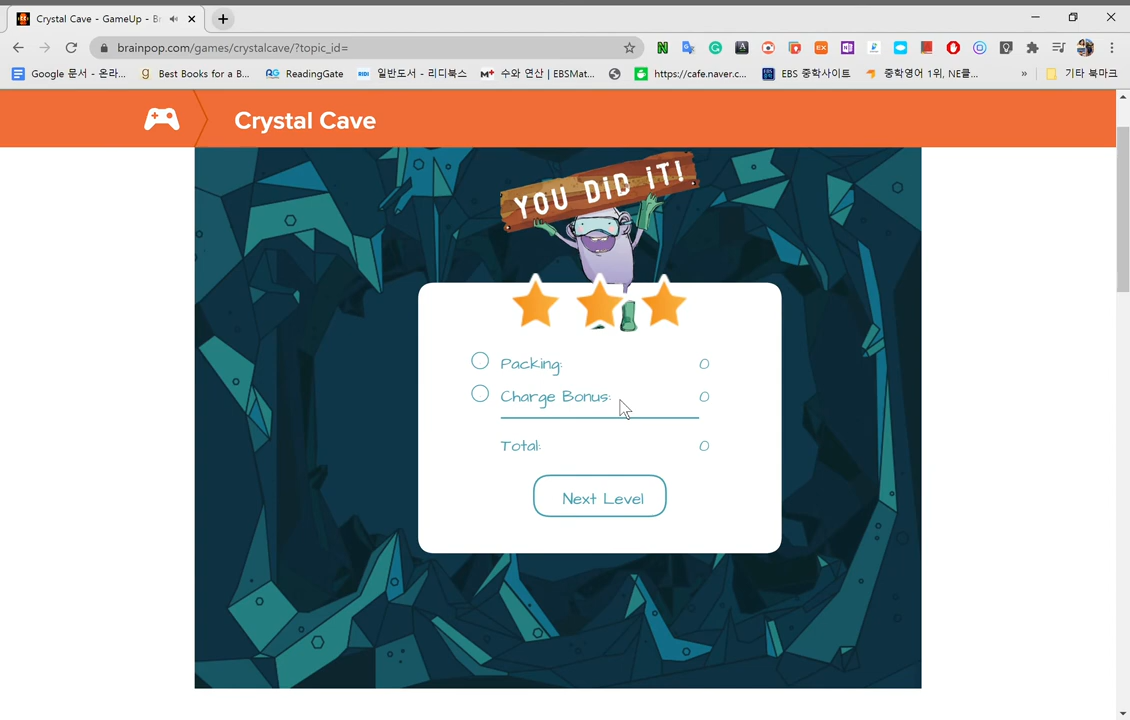 Crystal Cave - GameUp - Br
brainpop.com/games/crystalcave/?topic_id=
Google 문서 - 온라... Best Books for a B... ReadingGate 일반도서 - 리디북스 수와 연산 | EBSMat... https://cafe.naver.c... EBS 중학사이트 중학영어 1위, NE클... » 기타 북마크
Crystal Cave
YOU DiD iT!
Packing: 0
Charge Bonus: 0
Total: 0
Next Level